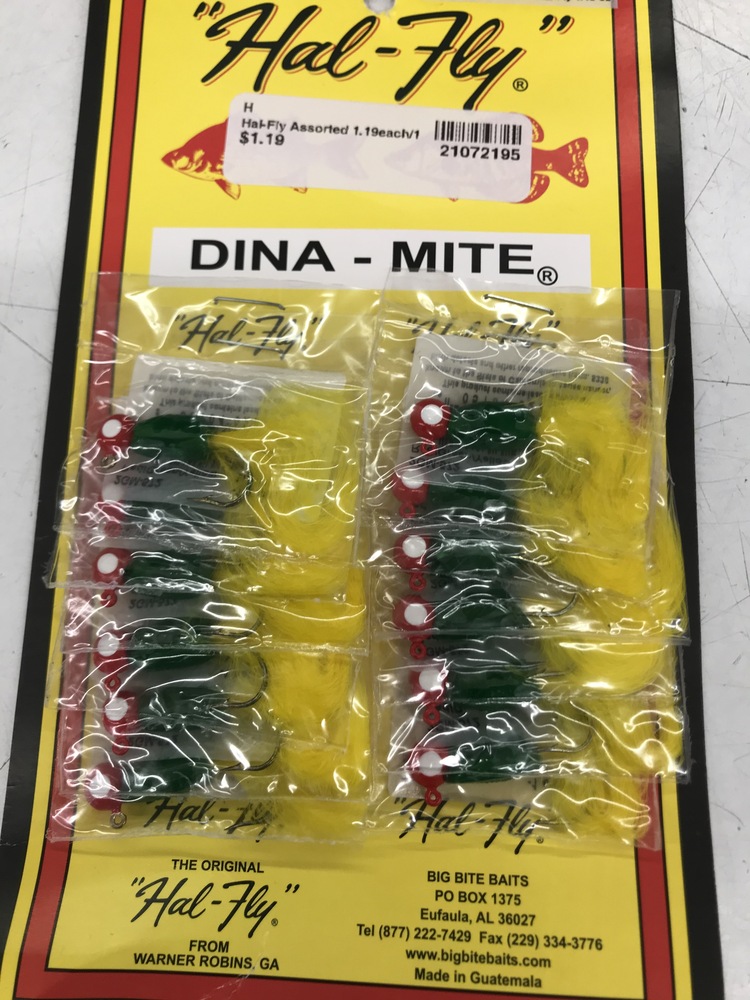 "Hal-Fly"®
H
Hal-Fly Assorted 1.19each/1
$1.19
21072195
DINA - MITE®
"Hal-Fly"
"Hal-Fly"
"Hal-Fly"
"Hal-Fly"®
THE ORIGINAL
"Hal-Fly"®
FROM
WARNER ROBINS, GA
BIG BITE BAITS
PO BOX 1375
Eufaula, AL 36027
Tel (877) 222-7429 Fax (229) 334-3776
www.bigbitebaits.com
Made in Guatemala